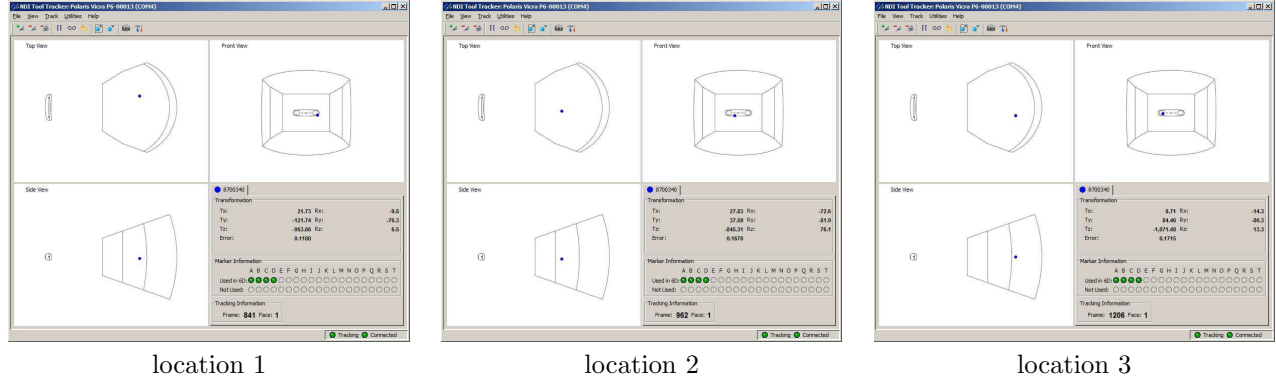 NDI Tool Tracker: Polaris Vicra P6-00013 (COM4)
File View Track Utilities Help
Top View
Front View
Side View
8700340
Transformation
Tx: 21.73 Rx: -9.6
Ty: -121.74 Ry: -78.3
Tz: -953.66 Rz: 6.6
Error: 0.1180
Marker Information
A B C D E F G H I J K L M N O P Q R S T
Used in 6D:
Not Used:
Tracking Information
Frame: 841 Face: 1
Tracking Connected
location 1
NDI Tool Tracker: Polaris Vicra P6-00013 (COM4)
File View Track Utilities Help
Top View
Front View
Side View
8700340
Transformation
Tx: 27.83 Rx: -72.6
Ty: 37.59 Ry: -81.9
Tz: -845.31 Rz: 76.1
Error: 0.1678
Marker Information
A B C D E F G H I J K L M N O P Q R S T
Used in 6D:
Not Used:
Tracking Information
Frame: 962 Face: 1
Tracking Connected
location 2
NDI Tool Tracker: Polaris Vicra P6-00013 (COM4)
File View Track Utilities Help
Top View
Front View
Side View
8700340
Transformation
Tx: 8.71 Rx: -14.3
Ty: 84.46 Ry: -80.3
Tz: -1,071.48 Rz: 13.3
Error: 0.1715
Marker Information
A B C D E F G H I J K L M N O P Q R S T
Used in 6D:
Not Used:
Tracking Information
Frame: 1206 Face: 1
Tracking Connected
location 3